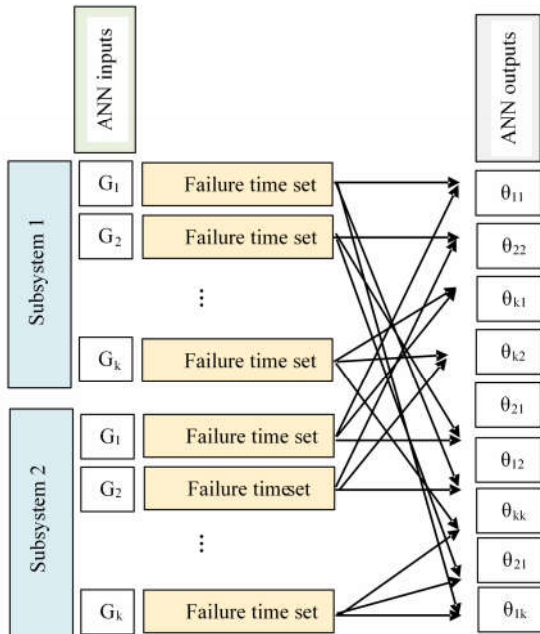 ANN inputs
ANN outputs
Subsystem 1
G₁ Failure time set θ₁₁
G₂ Failure time set θ₂₂
⋮ θₖ₁
Gₖ Failure time set θₖ₂
θ₂₁
Subsystem 2
G₁ Failure time set θ₁₂
G₂ Failure timeset θₖₖ
⋮ θ₂₁
Gₖ Failure time set θ₁ₖ